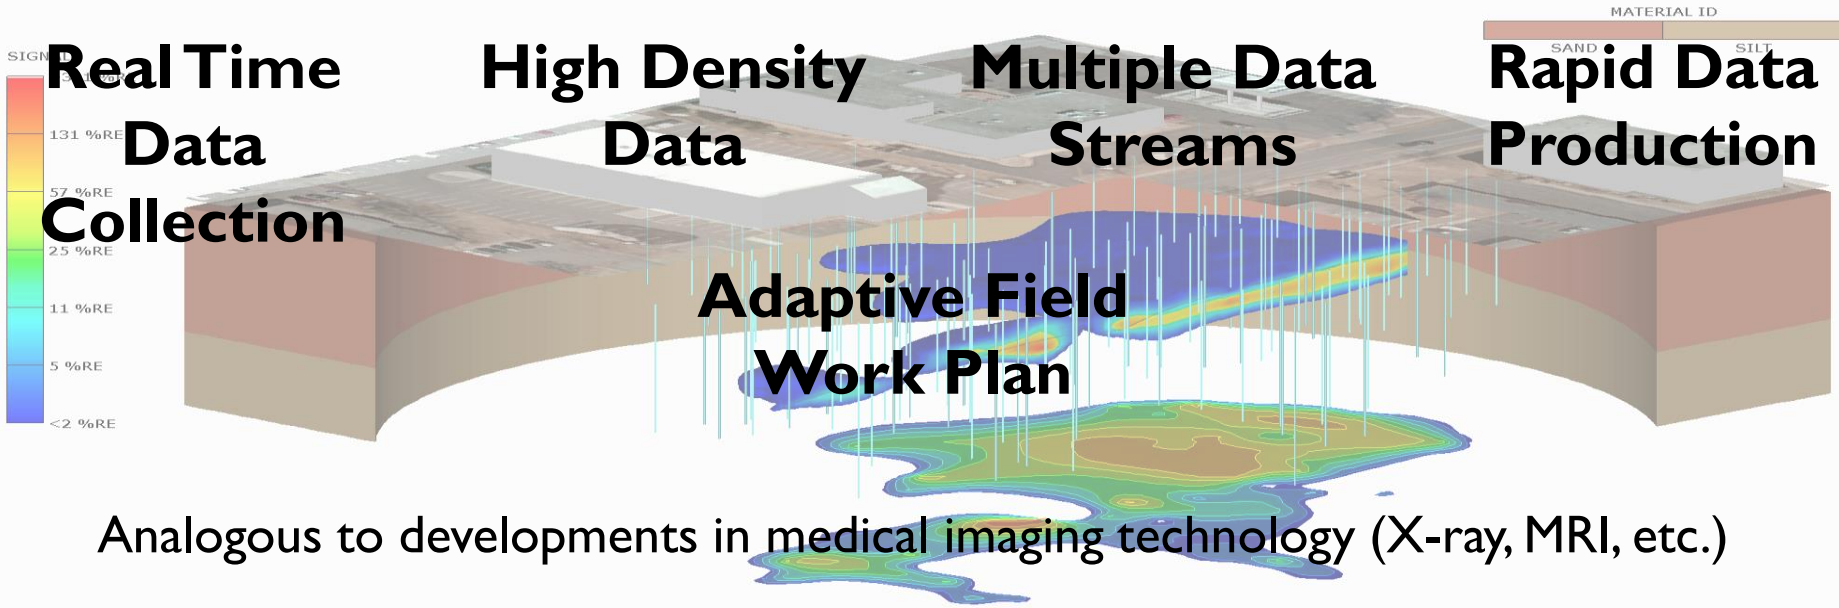 MATERIAL ID
SAND SILT
Real Time
Data
Collection
High Density
Data
Multiple Data
Streams
Rapid Data
Production
131 %RE
57 %RE
25 %RE
11 %RE
5 %RE
<2 %RE
Adaptive Field
Work Plan
Analogous to developments in medical imaging technology (X-ray, MRI, etc.)